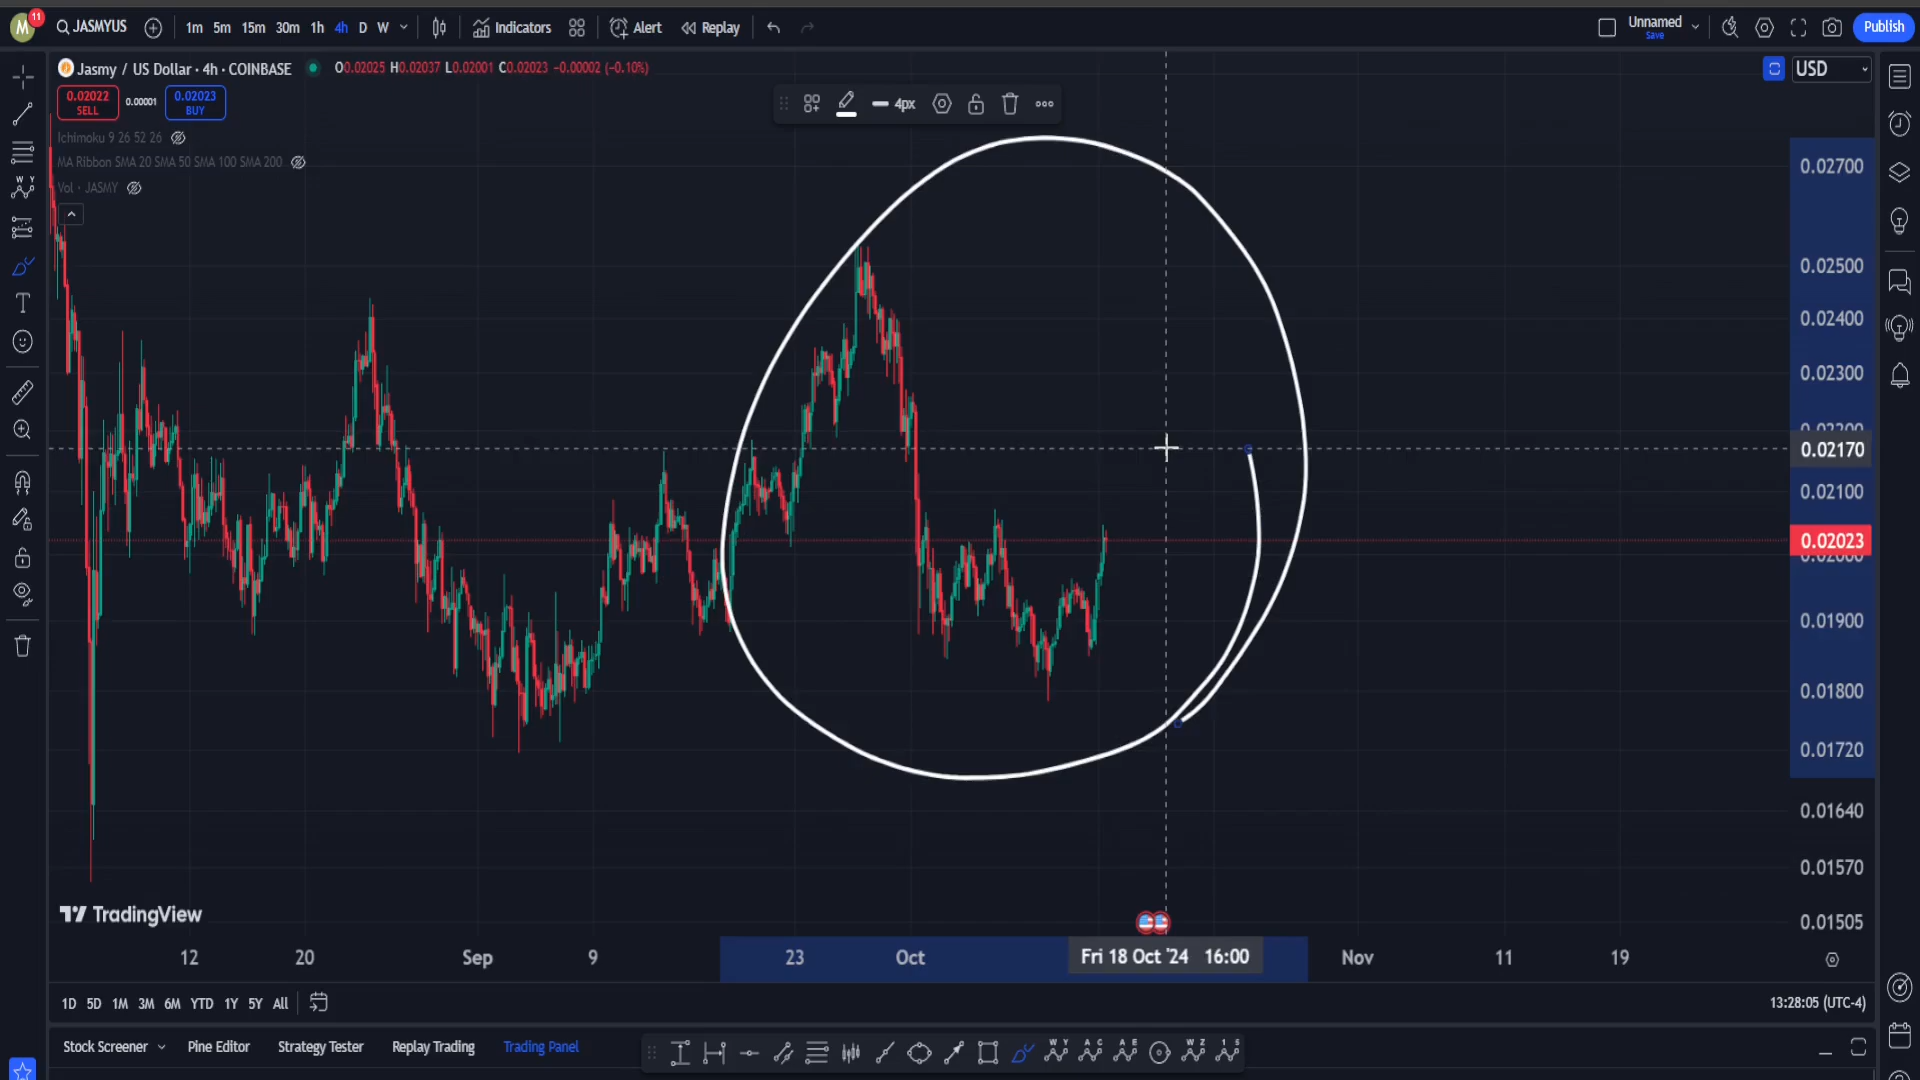 M 11 JASMYUS 1m 5m 15m 30m 1h 4h D W Indicators Alert Replay Unnamed Save Publish
Jasmy / US Dollar · 4h · COINBASE O0.02025 H0.02037 L0.02001 C0.02023 −0.00002 (−0.10%) USD
0.02022 SELL 0.00001 0.02023 BUY
4px
Ichimoku 9 26 52 26
MA Ribbon SMA 20 SMA 50 SMA 100 SMA 200
Vol · JASMY
0.02700
0.02500
0.02400
0.02300
0.02200
0.02170
0.02100
0.02023
0.02000
0.01900
0.01800
0.01720
0.01640
0.01570
0.01505
TradingView
12 20 Sep 9 23 Oct Fri 18 Oct '24 16:00 Nov 11 19
1D 5D 1M 3M 6M YTD 1Y 5Y All 13:28:05 (UTC-4)
Stock Screener Pine Editor Strategy Tester Replay Trading Trading Panel